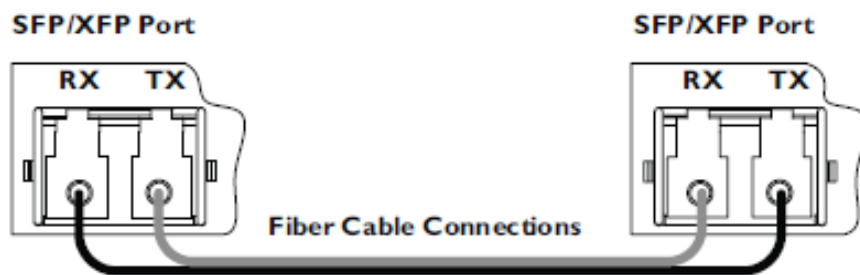 SFP/XFP Port
SFP/XFP Port
RX TX
RX TX
Fiber Cable Connections